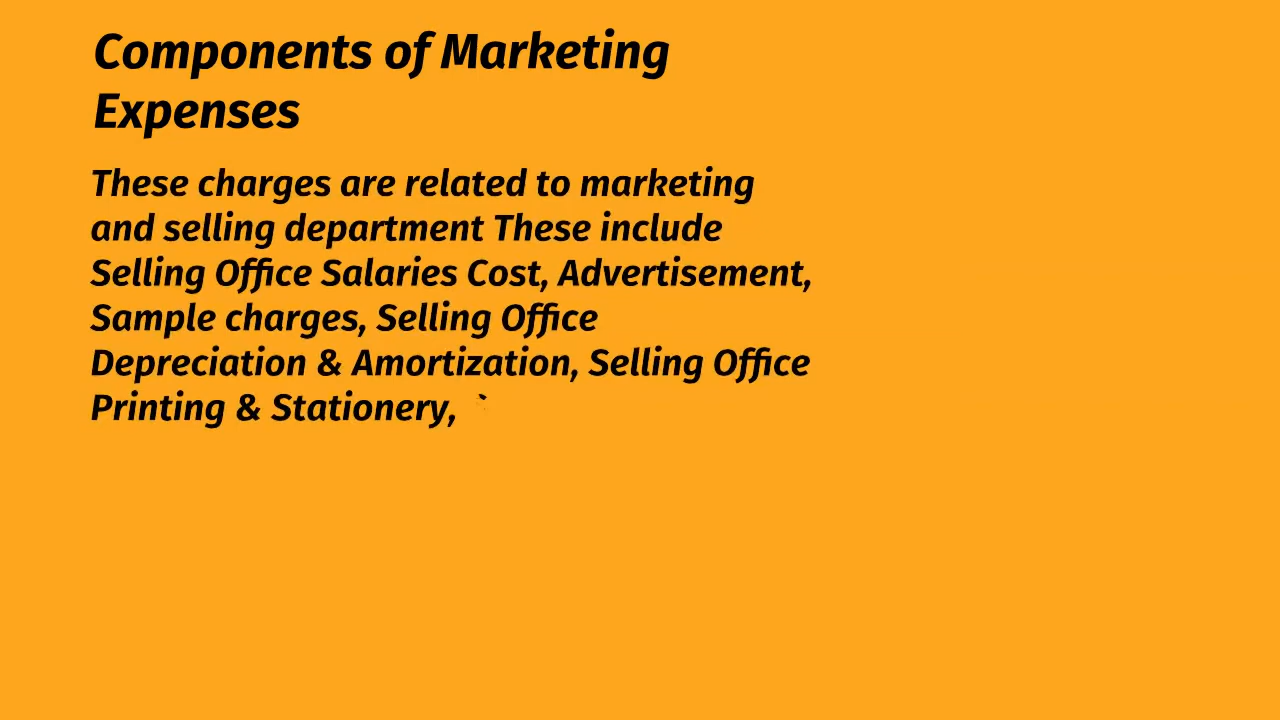 Components of Marketing
Expenses
These charges are related to marketing
and selling department These include
Selling Office Salaries Cost, Advertisement,
Sample charges, Selling Office
Depreciation & Amortization, Selling Office
Printing & Stationery,